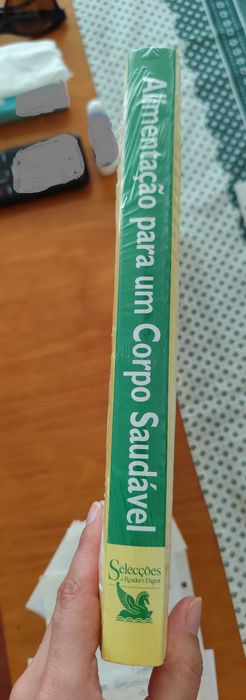 Alimentação para um Corpo Saudável
Selecções
do Reader's Digest